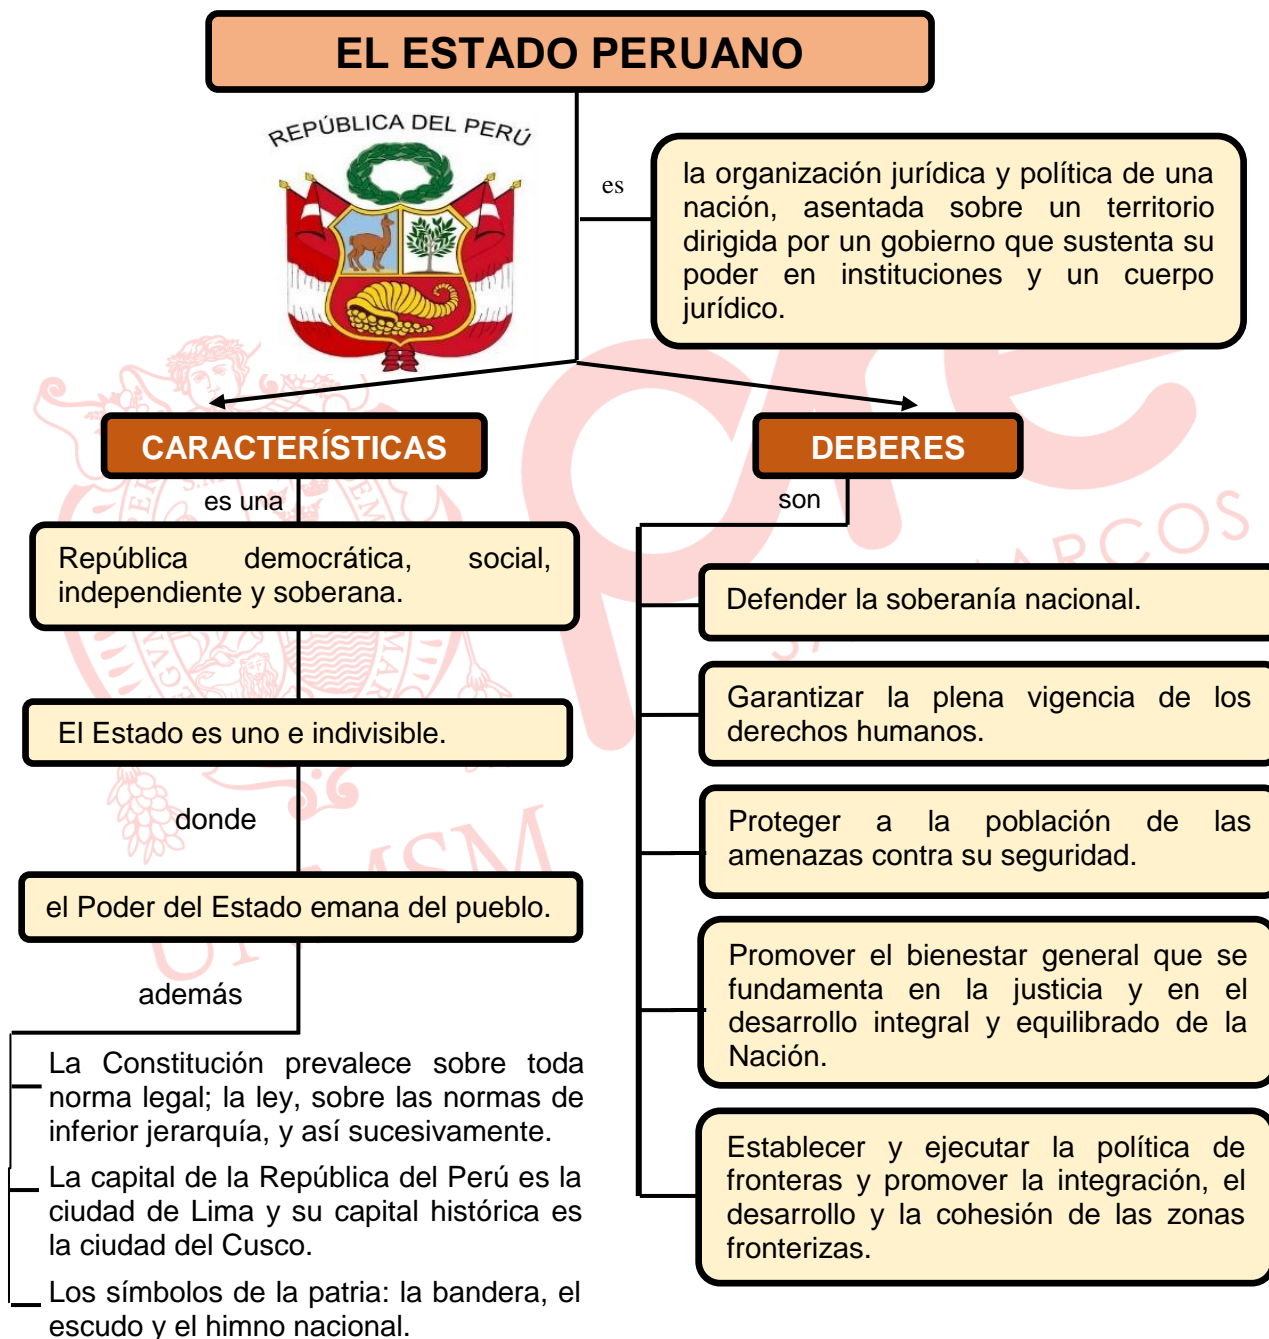 EL ESTADO PERUANO
REPÚBLICA DEL PERÚ
es
la organización jurídica y política de una
nación, asentada sobre un territorio
dirigida por un gobierno que sustenta su
poder en instituciones y un cuerpo
jurídico.
CARACTERÍSTICAS
es una
República democrática, social,
independiente y soberana.
El Estado es uno e indivisible.
donde
el Poder del Estado emana del pueblo.
además
La Constitución prevalece sobre toda
norma legal; la ley, sobre las normas de
inferior jerarquía, y así sucesivamente.
La capital de la República del Perú es la
ciudad de Lima y su capital histórica es
la ciudad del Cusco.
Los símbolos de la patria: la bandera, el
escudo y el himno nacional.
DEBERES
son
Defender la soberanía nacional.
Garantizar la plena vigencia de los
derechos humanos.
Proteger a la población de las
amenazas contra su seguridad.
Promover el bienestar general que se
fundamenta en la justicia y en el
desarrollo integral y equilibrado de la
Nación.
Establecer y ejecutar la política de
fronteras y promover la integración, el
desarrollo y la cohesión de las zonas
fronterizas.
pre